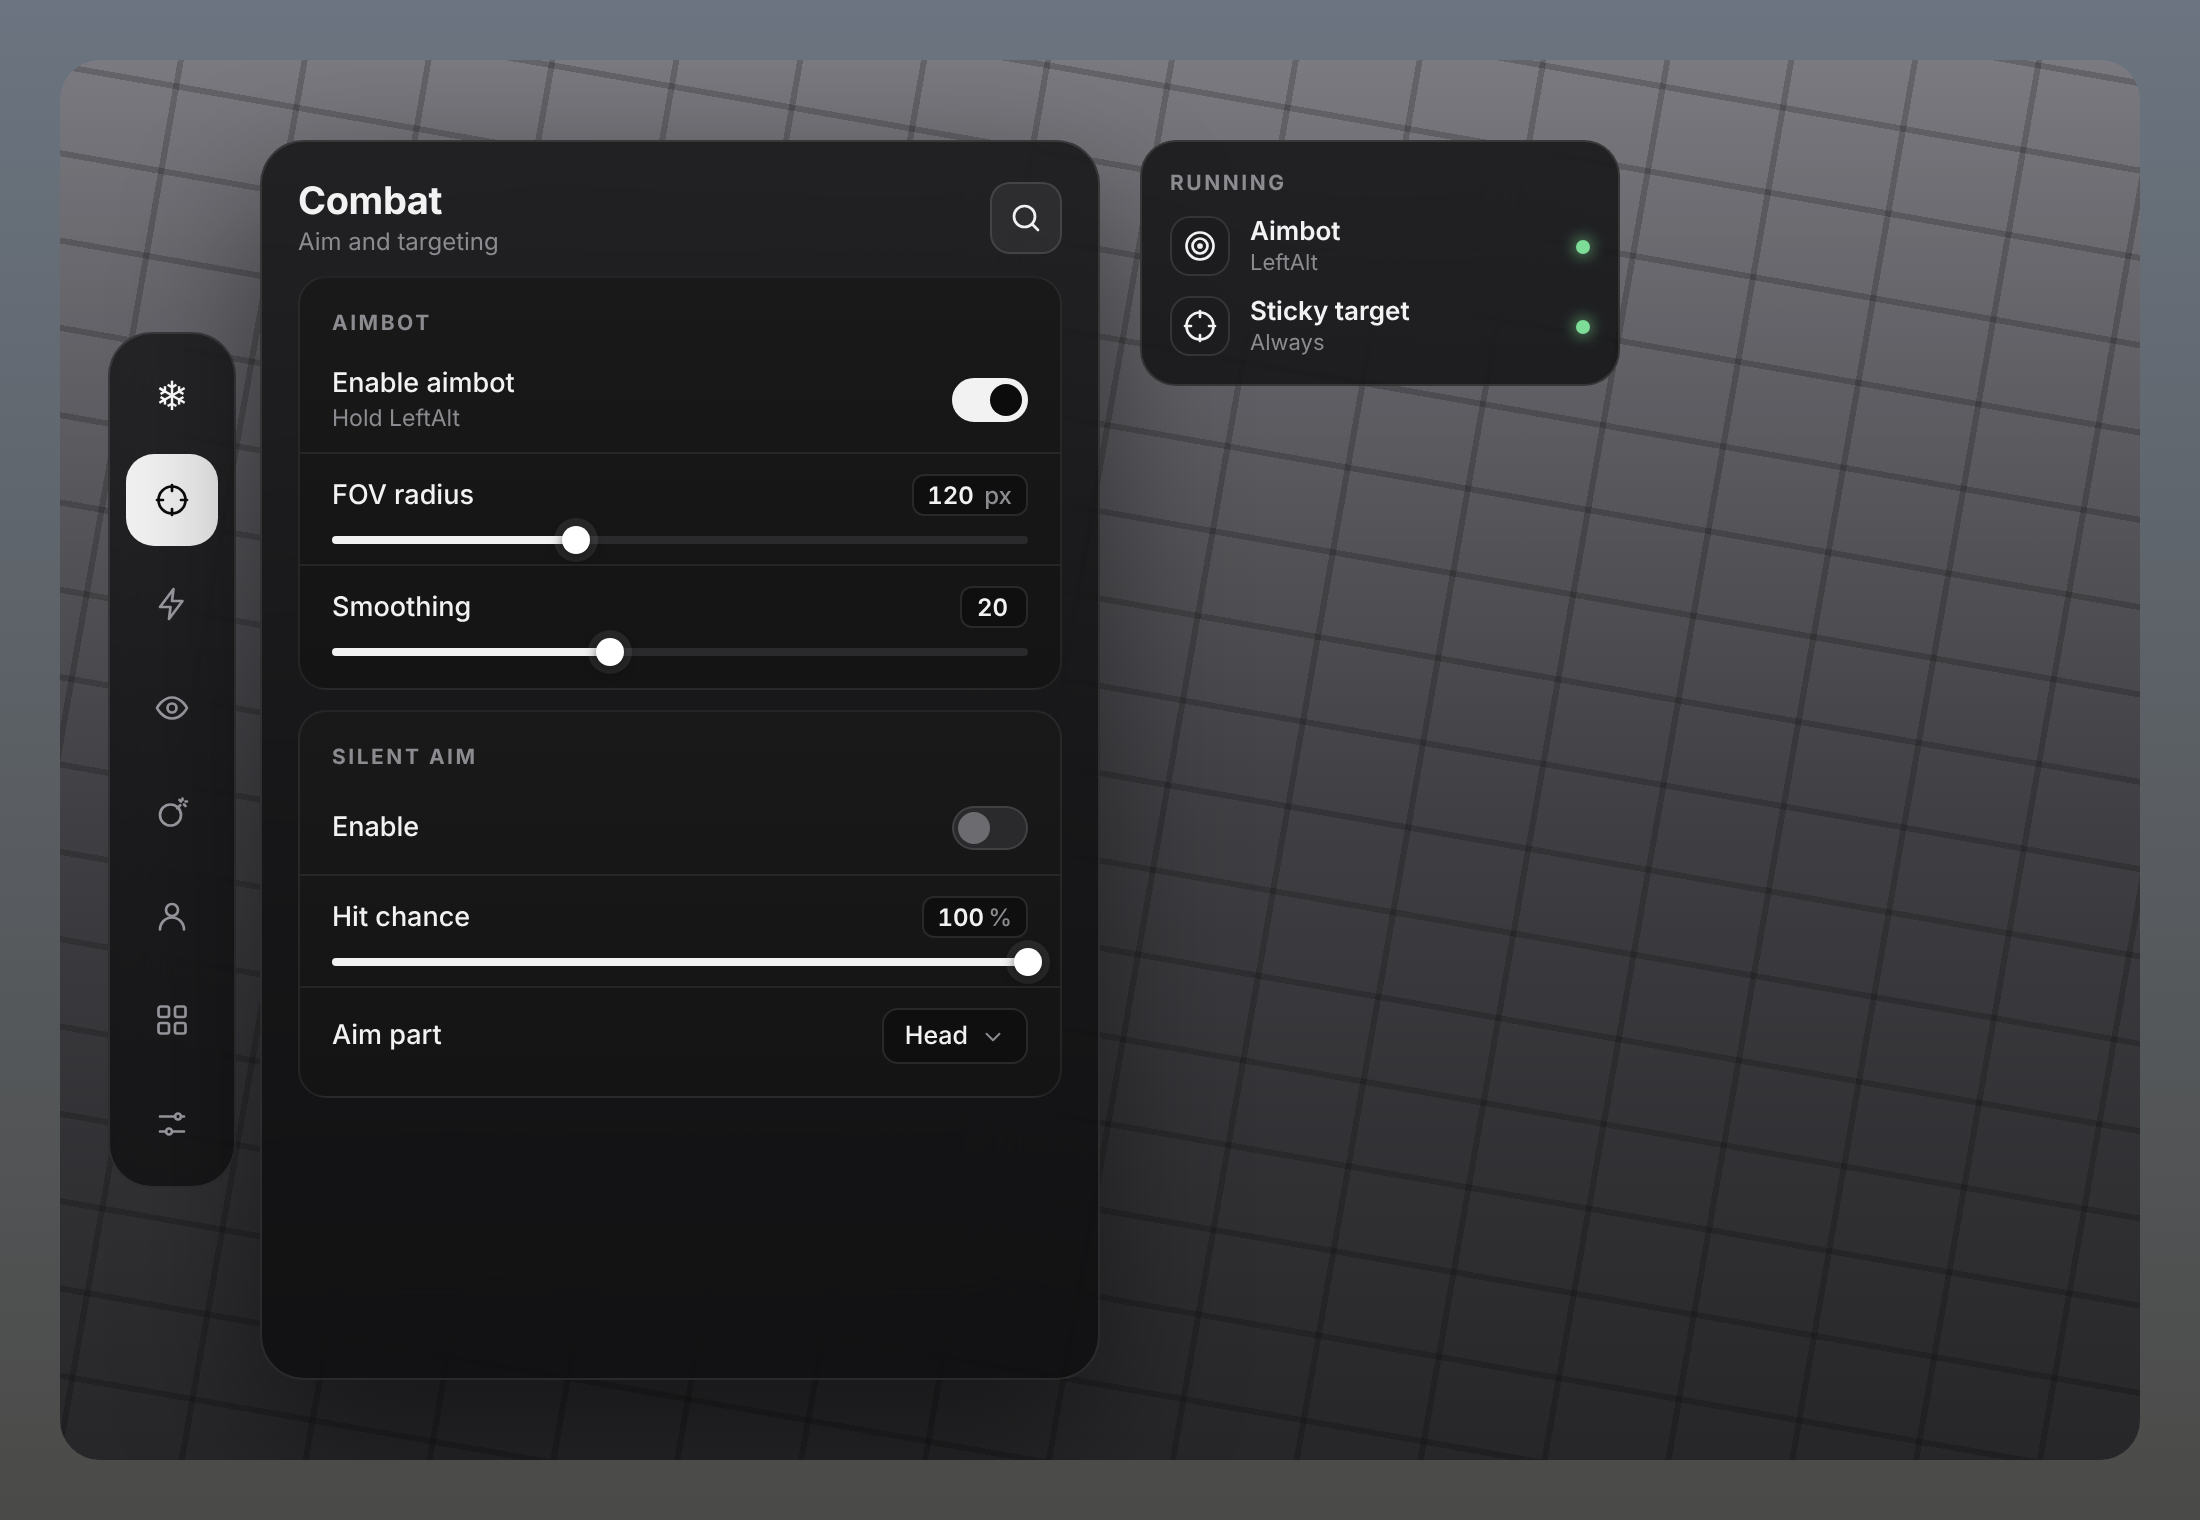 Combat
Aim and targeting
AIMBOT
Enable aimbot
Hold LeftAlt
FOV radius
120 px
Smoothing
20
SILENT AIM
Enable
Hit chance
100 %
Aim part
Head
RUNNING
Aimbot
LeftAlt
Sticky target
Always